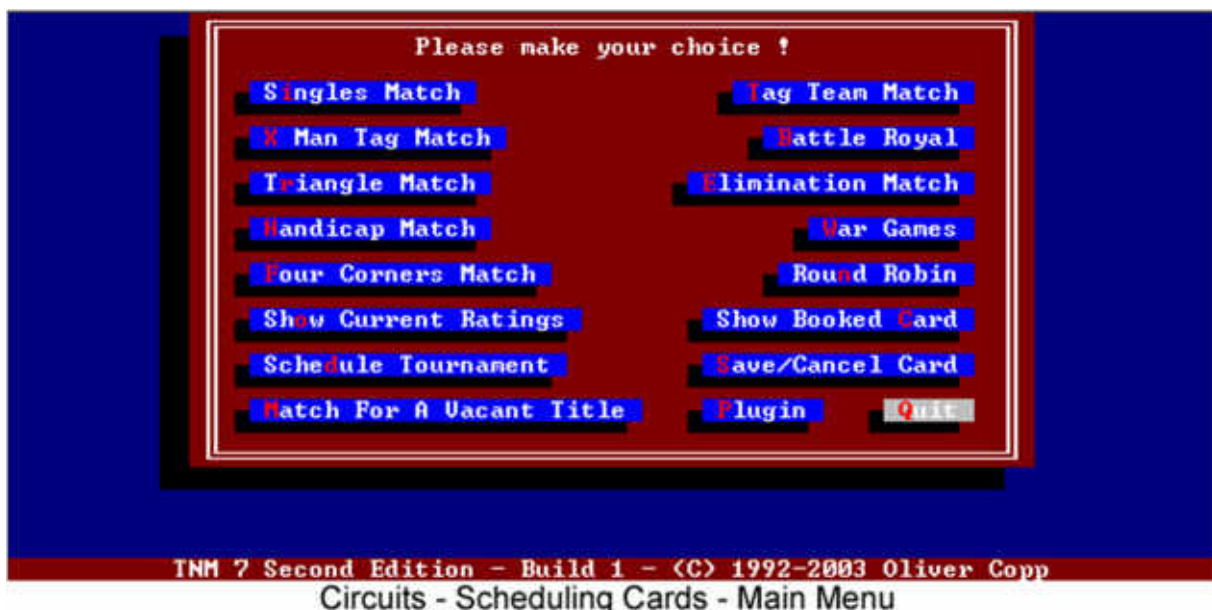 Please make your choice !
Singles Match Tag Team Match
X Man Tag Match Battle Royal
Triangle Match Elimination Match
Handicap Match War Games
Four Corners Match Round Robin
Show Current Ratings Show Booked Card
Schedule Tournament Save/Cancel Card
Match For A Vacant Title Plugin Quit
TNM 7 Second Edition - Build 1 - (C) 1992-2003 Oliver Copp
Circuits - Scheduling Cards - Main Menu